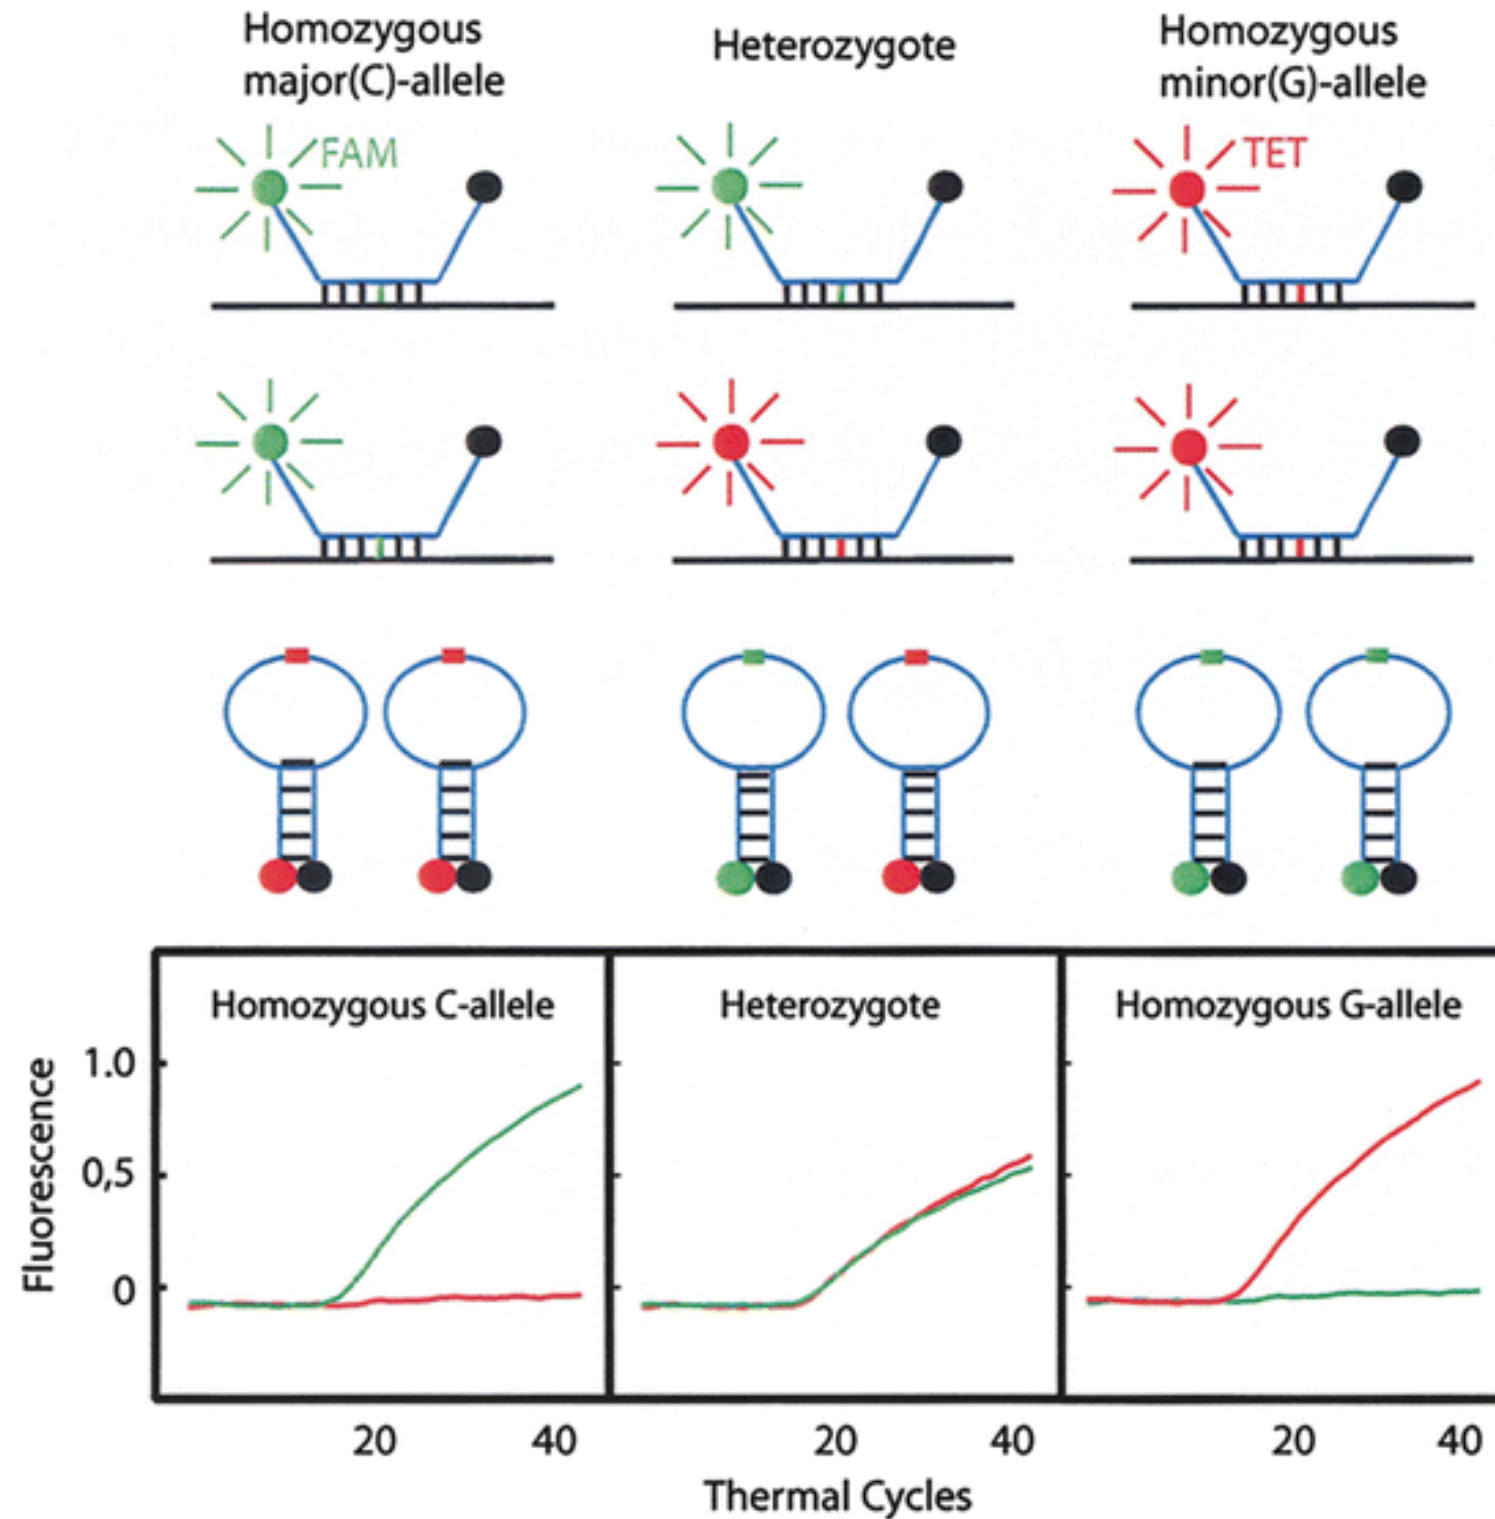 Homozygous
major(C)-allele
Heterozygote
Homozygous
minor(G)-allele
FAM
TET
Homozygous C-allele
Heterozygote
Homozygous G-allele
Fluorescence
1.0
0,5
0
20
40
20
40
20
40
Thermal Cycles